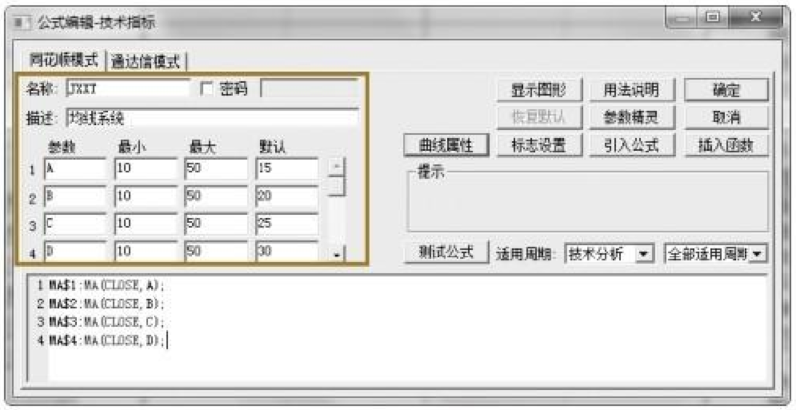 公式编辑-技术指标
同花顺模式 通达信模式
名称: JXXT 密码
描述: 均线系统
参数 最小 最大 默认
1 A 10 50 15
2 B 10 50 20
3 C 10 50 25
4 D 10 50 30
显示图形 用法说明 确定
恢复默认 参数精灵 取消
曲线属性 标志设置 引入公式 插入函数
提示
测试公式 适用周期: 技术分析 全部适用周期
1 MA$1:MA(CLOSE,A);
2 MA$2:MA(CLOSE,B);
3 MA$3:MA(CLOSE,C);
4 MA$4:MA(CLOSE,D);